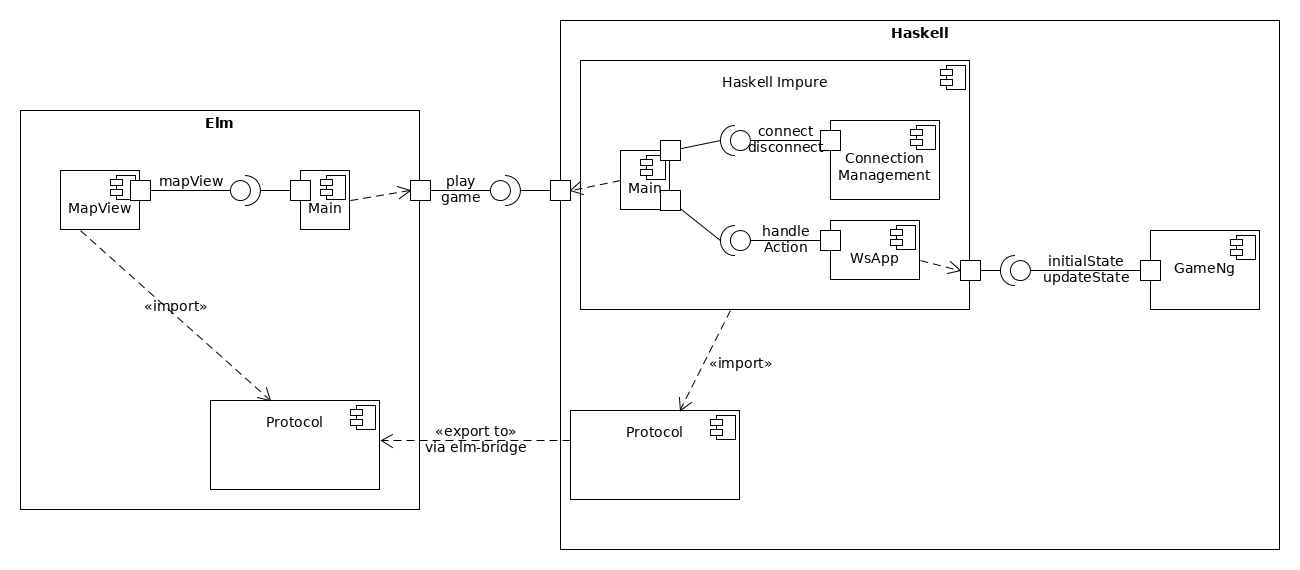 Haskell
Haskell Impure
Elm
mapView
MapView
Main
play
game
Main
connect
disconnect
Connection
Management
handle
Action
WsApp
initialState
updateState
GameNg
«import»
«import»
Protocol
«export to»
via elm-bridge
Protocol